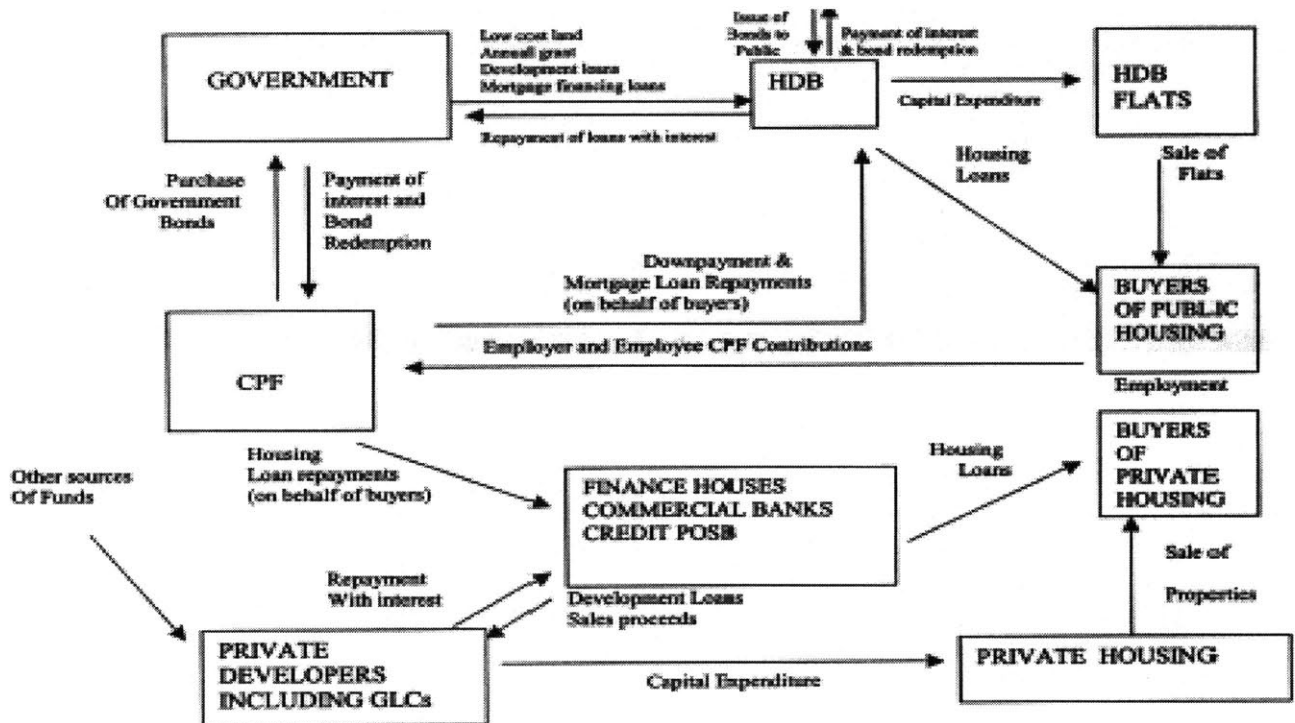 Issue of
Bonds to
Public
Payment of interest
& bond redemption
Low cost land
Annual grant
Development loans
Mortgage financing loans
GOVERNMENT
HDB
HDB
FLATS
Capital Expenditure
Repayment of loans with interest
Housing
Loans
Sale of
Flats
Purchase
Of Government
Bonds
Payment of
interest and
Bond
Redemption
Downpayment &
Mortgage Loan Repayments
(on behalf of buyers)
BUYERS
OF PUBLIC
HOUSING
Employer and Employee CPF Contributions
CPF
Employment
BUYERS
OF
PRIVATE
HOUSING
Housing
Loan repayments
(on behalf of buyers)
Housing
Loans
Other sources
Of Funds
FINANCE HOUSES
COMMERCIAL BANKS
CREDIT POSB
Repayment
With interest
Development Loans
Sales proceeds
Sale of
Properties
PRIVATE
DEVELOPERS
INCLUDING GLCs
Capital Expenditure
PRIVATE HOUSING